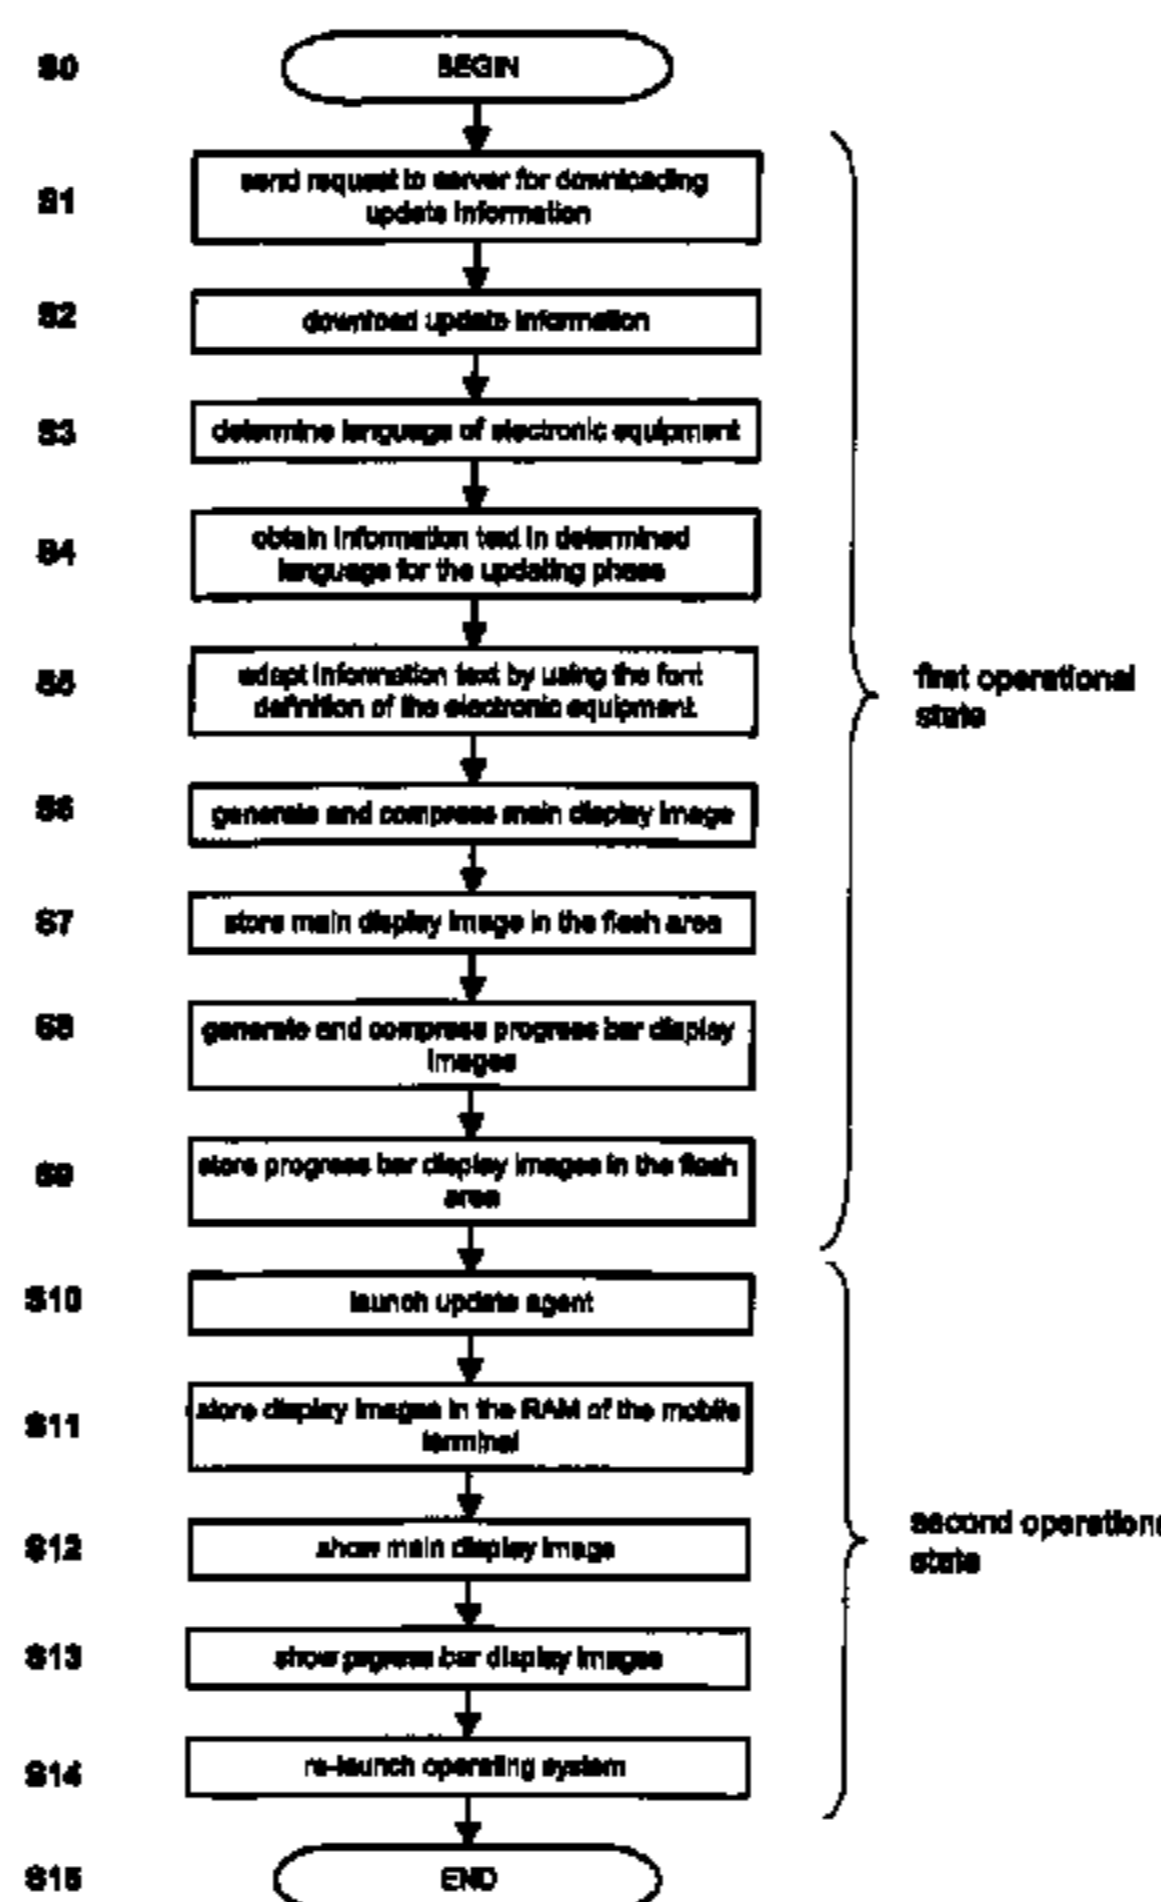 S0
BEGIN
S1
send request to server for downloading
update information
S2
download update information
S3
determine language of electronic equipment
S4
obtain information text in determined
language for the updating phase
S5
adapt information text by using the font
definition of the electronic equipment
first operational
state
S6
generate and compress main display image
S7
store main display image in the flash area
S8
generate and compress progress bar display
images
S9
store progress bar display images in the flash
area
S10
launch update agent
S11
store display images in the RAM of the mobile
terminal
S12
show main display image
second operationa
state
S13
show prgress bar display images
S14
re-launch operating system
S15
END